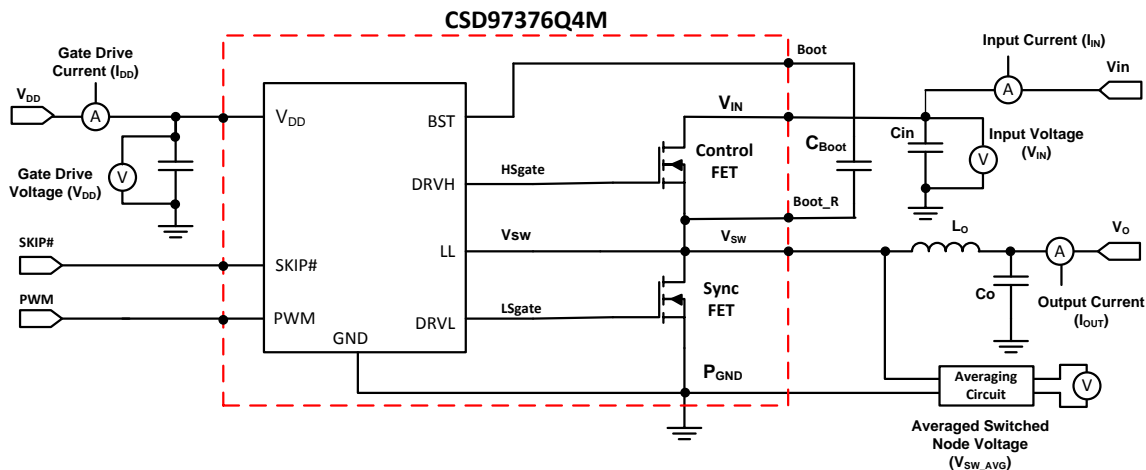 CSD97376Q4M
Gate Drive
Current (IDD)
VDD
A
Gate Drive
Voltage (VDD)
V
SKIP#
PWM
VDD
BST
DRVH
LL
SKIP#
PWM
DRVL
GND
HSgate
Vsw
LSgate
Control
FET
Sync
FET
VIN
Boot
CBoot
Boot_R
VSW
PGND
Input Current (IIN)
A
Vin
Cin
V
Input Voltage
(VIN)
LO
VO
A
Co
Output Current
(IOUT)
Averaging
Circuit
V
Averaged Switched
Node Voltage
(VSW_AVG)